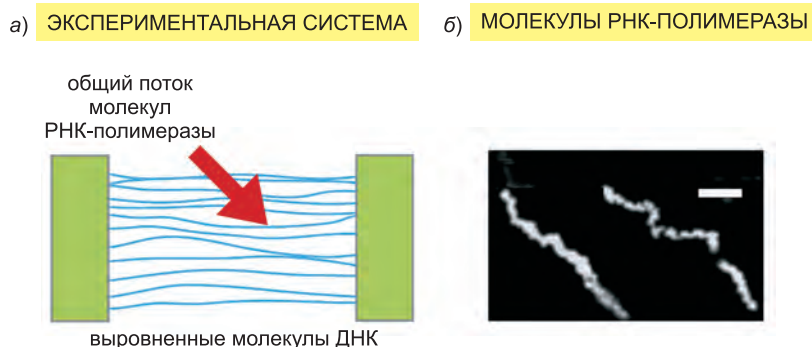 а) ЭКСПЕРИМЕНТАЛЬНАЯ СИСТЕМА
б) МОЛЕКУЛЫ РНК-ПОЛИМЕРАЗЫ
общий поток
молекул
РНК-полимеразы
выровненные молекулы ДНК